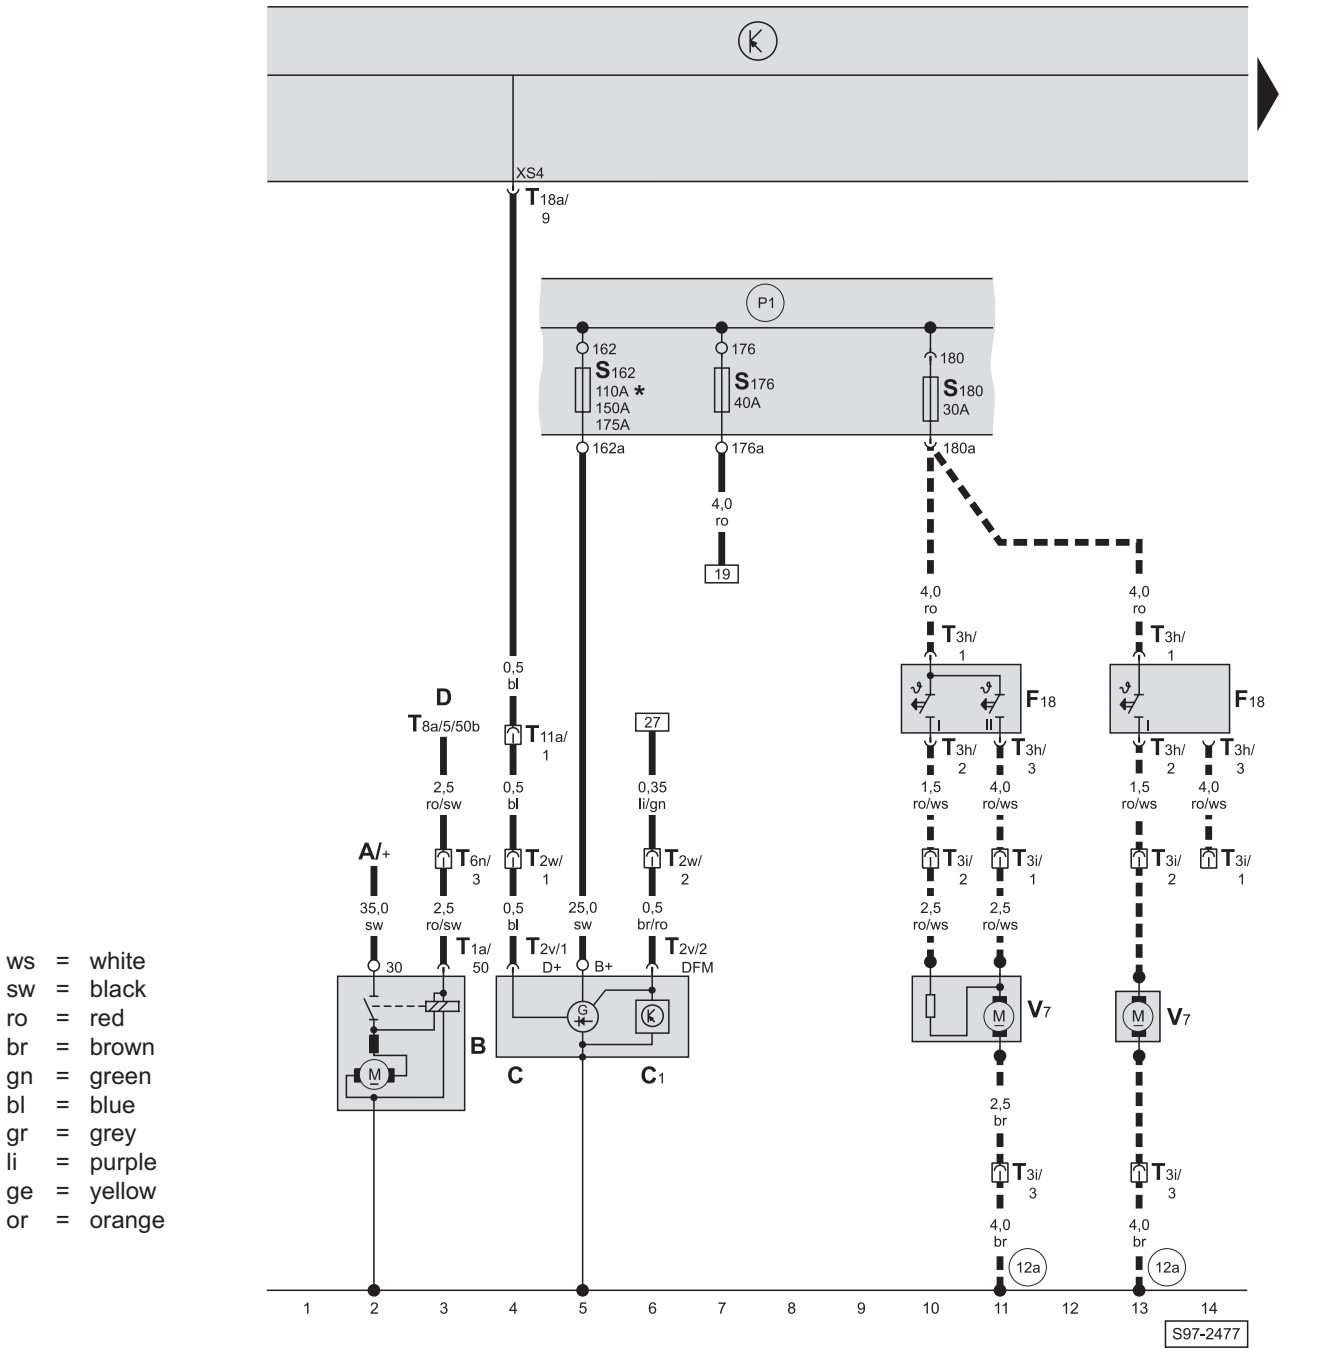 XS4
T18a/
9
P1
162
176
180
S162
110A *
150A
175A
S176
40A
S180
30A
162a
176a
180a
4,0
ro
19
4,0
ro
4,0
ro
T3h/
1
T3h/
1
0,5
bl
D
T8a/5/50b
T11a/
1
27
I
II
F18
I
F18
T3h/
2
T3h/
3
T3h/
2
T3h/
3
2,5
ro/sw
0,5
bl
0,35
li/gn
1,5
ro/ws
4,0
ro/ws
1,5
ro/ws
4,0
ro/ws
A/+
T6n/
3
T2w/
1
T2w/
2
T3i/
2
T3i/
1
T3i/
2
T3i/
1
35,0
sw
2,5
ro/sw
0,5
bl
25,0
sw
0,5
br/ro
2,5
ro/ws
2,5
ro/ws
30
T1a/
50
T2v/1
D+
B+
T2v/2
DFM
G
M
B
C
C1
M
V7
M
V7
2,5
br
T3i/
3
T3i/
3
4,0
br
4,0
br
12a
12a
ws = white
sw = black
ro = red
br = brown
gn = green
bl = blue
gr = grey
li = purple
ge = yellow
or = orange
1 2 3 4 5 6 7 8 9 10 11 12 13 14
S97-2477